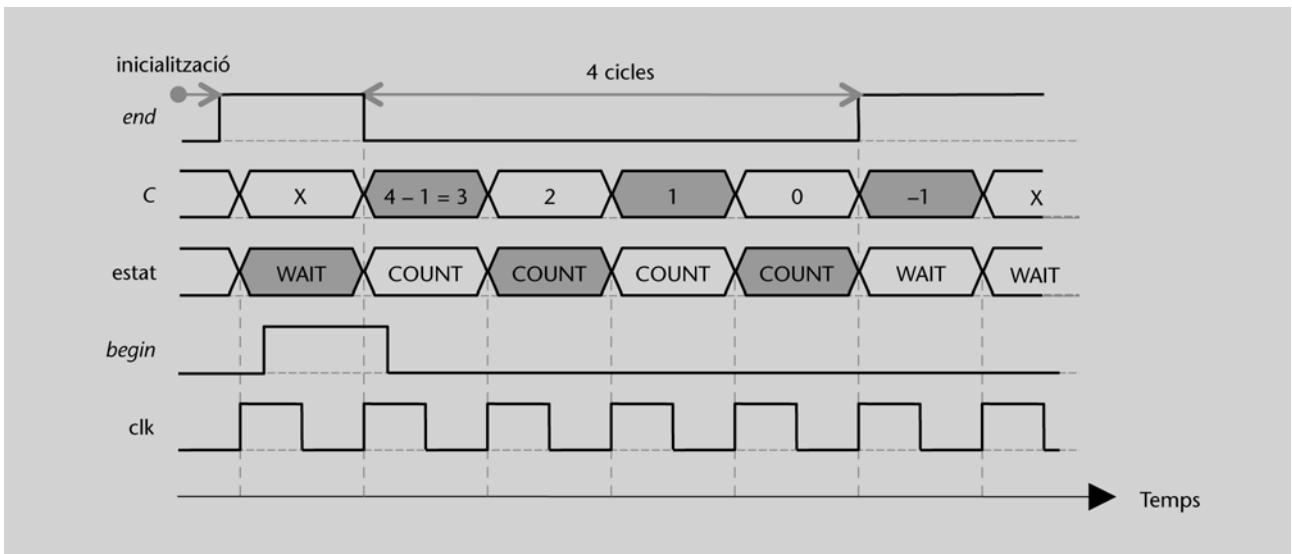 inicialització
4 cicles
end
C X 4 – 1 = 3 2 1 0 –1 X
estat WAIT COUNT COUNT COUNT COUNT WAIT WAIT
begin
clk
Temps